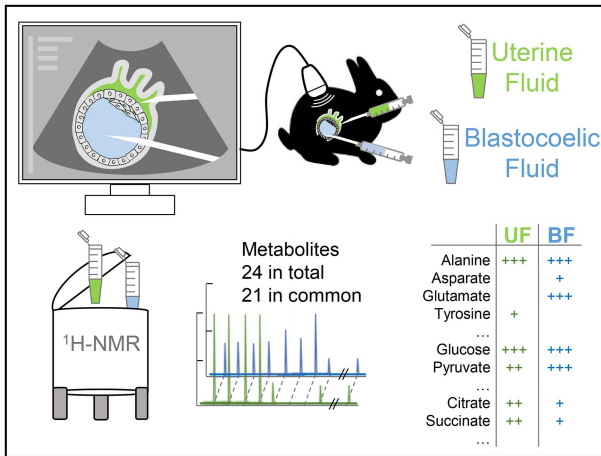 Uterine
Fluid
Blastocoelic
Fluid
Metabolites
24 in total
21 in common
¹H-NMR
UF BF
Alanine +++ +++
Asparate +
Glutamate +++
Tyrosine +
...
Glucose +++ +++
Pyruvate ++ +++
...
Citrate ++ +
Succinate ++ +
...